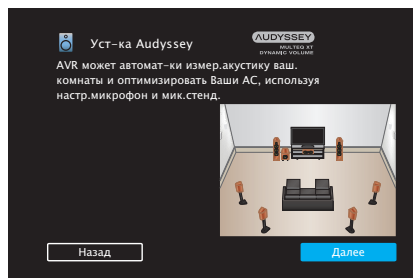 Уст-ка Audyssey
AUDYSSEY
MULTEQ XT
DYNAMIC VOLUME
AVR может автомат-ки измер.акустику ваш.
комнаты и оптимизировать Ваши АС, используя
настр.микрофон и мик.стенд.
Назад
Далее